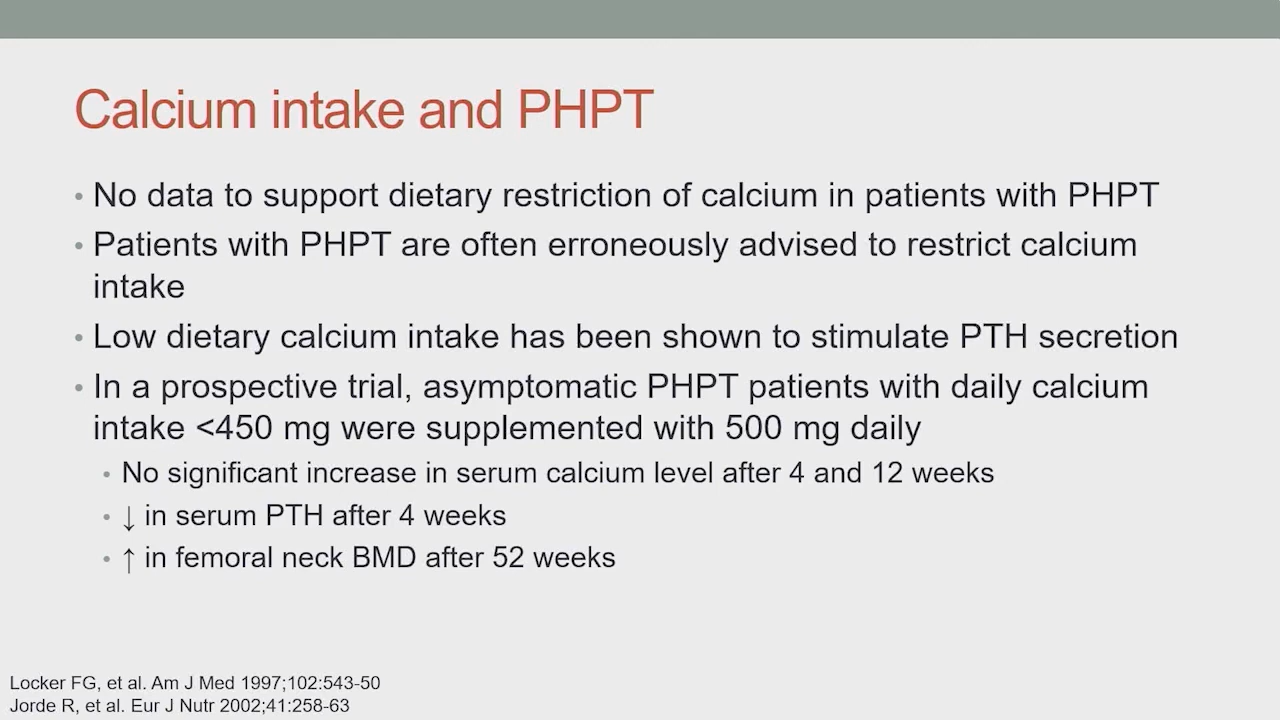 Calcium intake and PHPT
• No data to support dietary restriction of calcium in patients with PHPT
• Patients with PHPT are often erroneously advised to restrict calcium
intake
• Low dietary calcium intake has been shown to stimulate PTH secretion
• In a prospective trial, asymptomatic PHPT patients with daily calcium
intake <450 mg were supplemented with 500 mg daily
• No significant increase in serum calcium level after 4 and 12 weeks
• ↓ in serum PTH after 4 weeks
• ↑ in femoral neck BMD after 52 weeks
Locker FG, et al. Am J Med 1997;102:543-50
Jorde R, et al. Eur J Nutr 2002;41:258-63